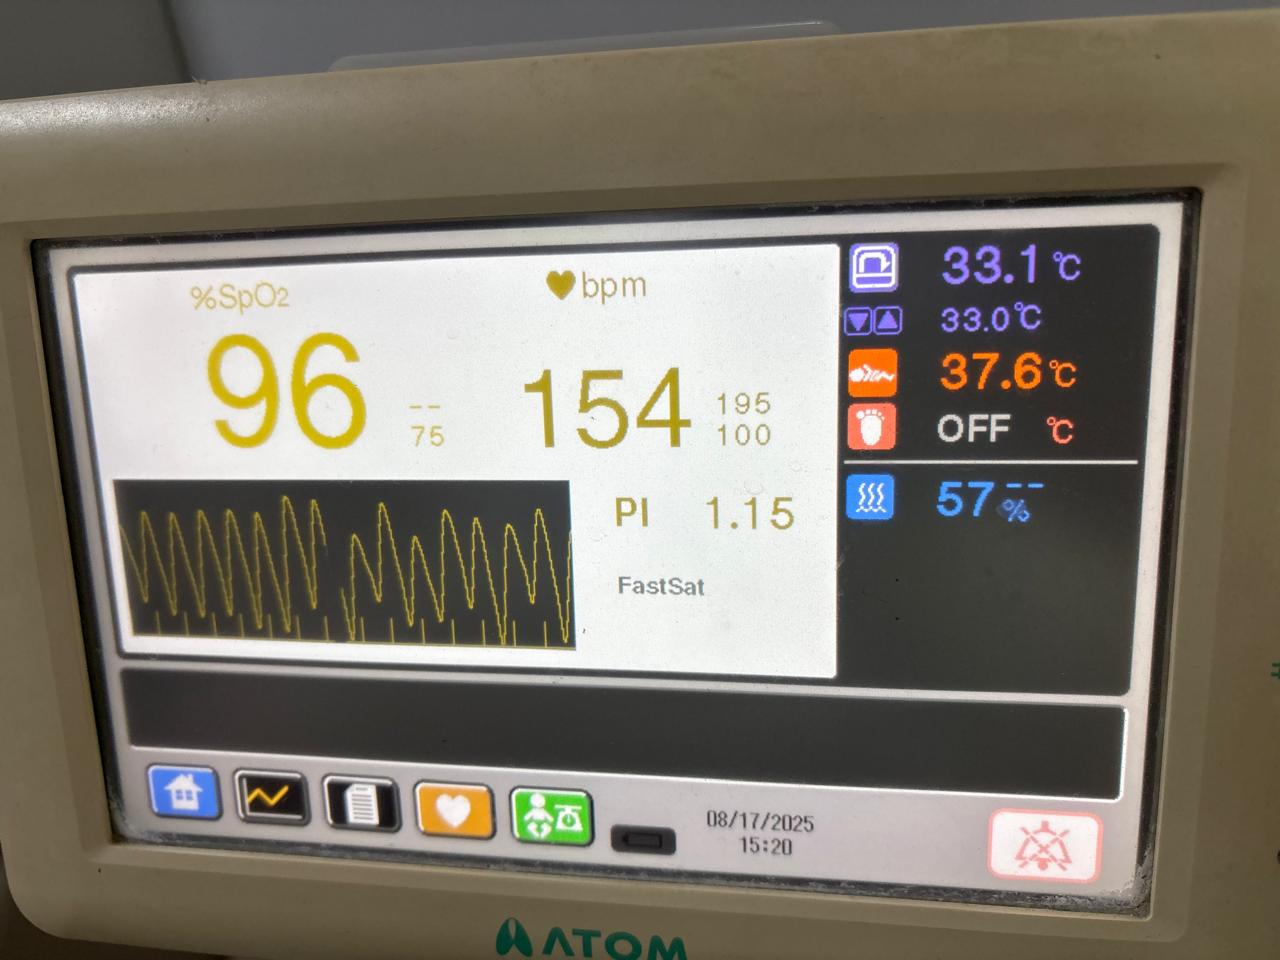 %SpO2
96
--
75
bpm
154
195
100
PI 1.15
FastSat
33.1 ℃
33.0℃
37.6℃
OFF ℃
57 -- %
08/17/2025
15:20
ATOM